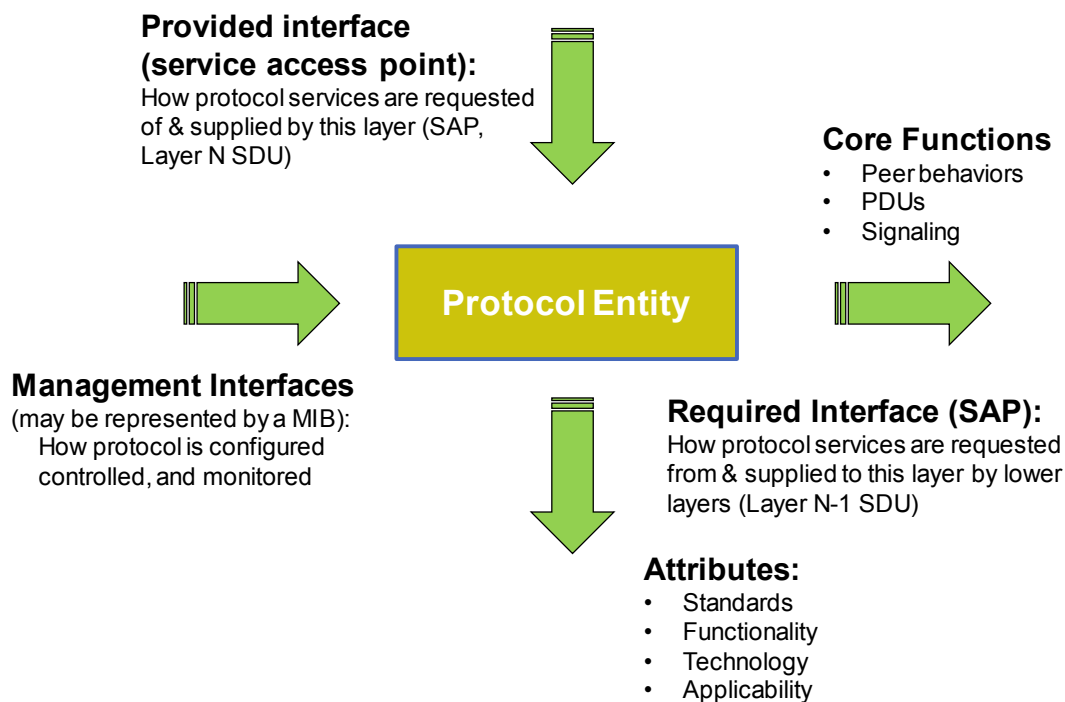 Provided interface
(service access point):
How protocol services are requested
of & supplied by this layer (SAP,
Layer N SDU)
Core Functions
• Peer behaviors
• PDUs
• Signaling
Protocol Entity
Management Interfaces
(may be represented by a MIB):
How protocol is configured
controlled, and monitored
Required Interface (SAP):
How protocol services are requested
from & supplied to this layer by lower
layers (Layer N-1 SDU)
Attributes:
• Standards
• Functionality
• Technology
• Applicability